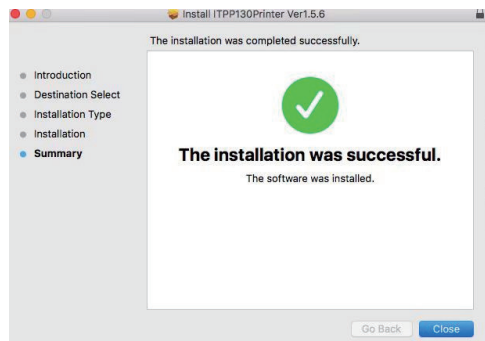 Install ITPP130Printer Ver1.5.6
The installation was completed successfully.
Introduction
Destination Select
Installation Type
Installation
Summary
The installation was successful.
The software was installed.
Go Back
Close